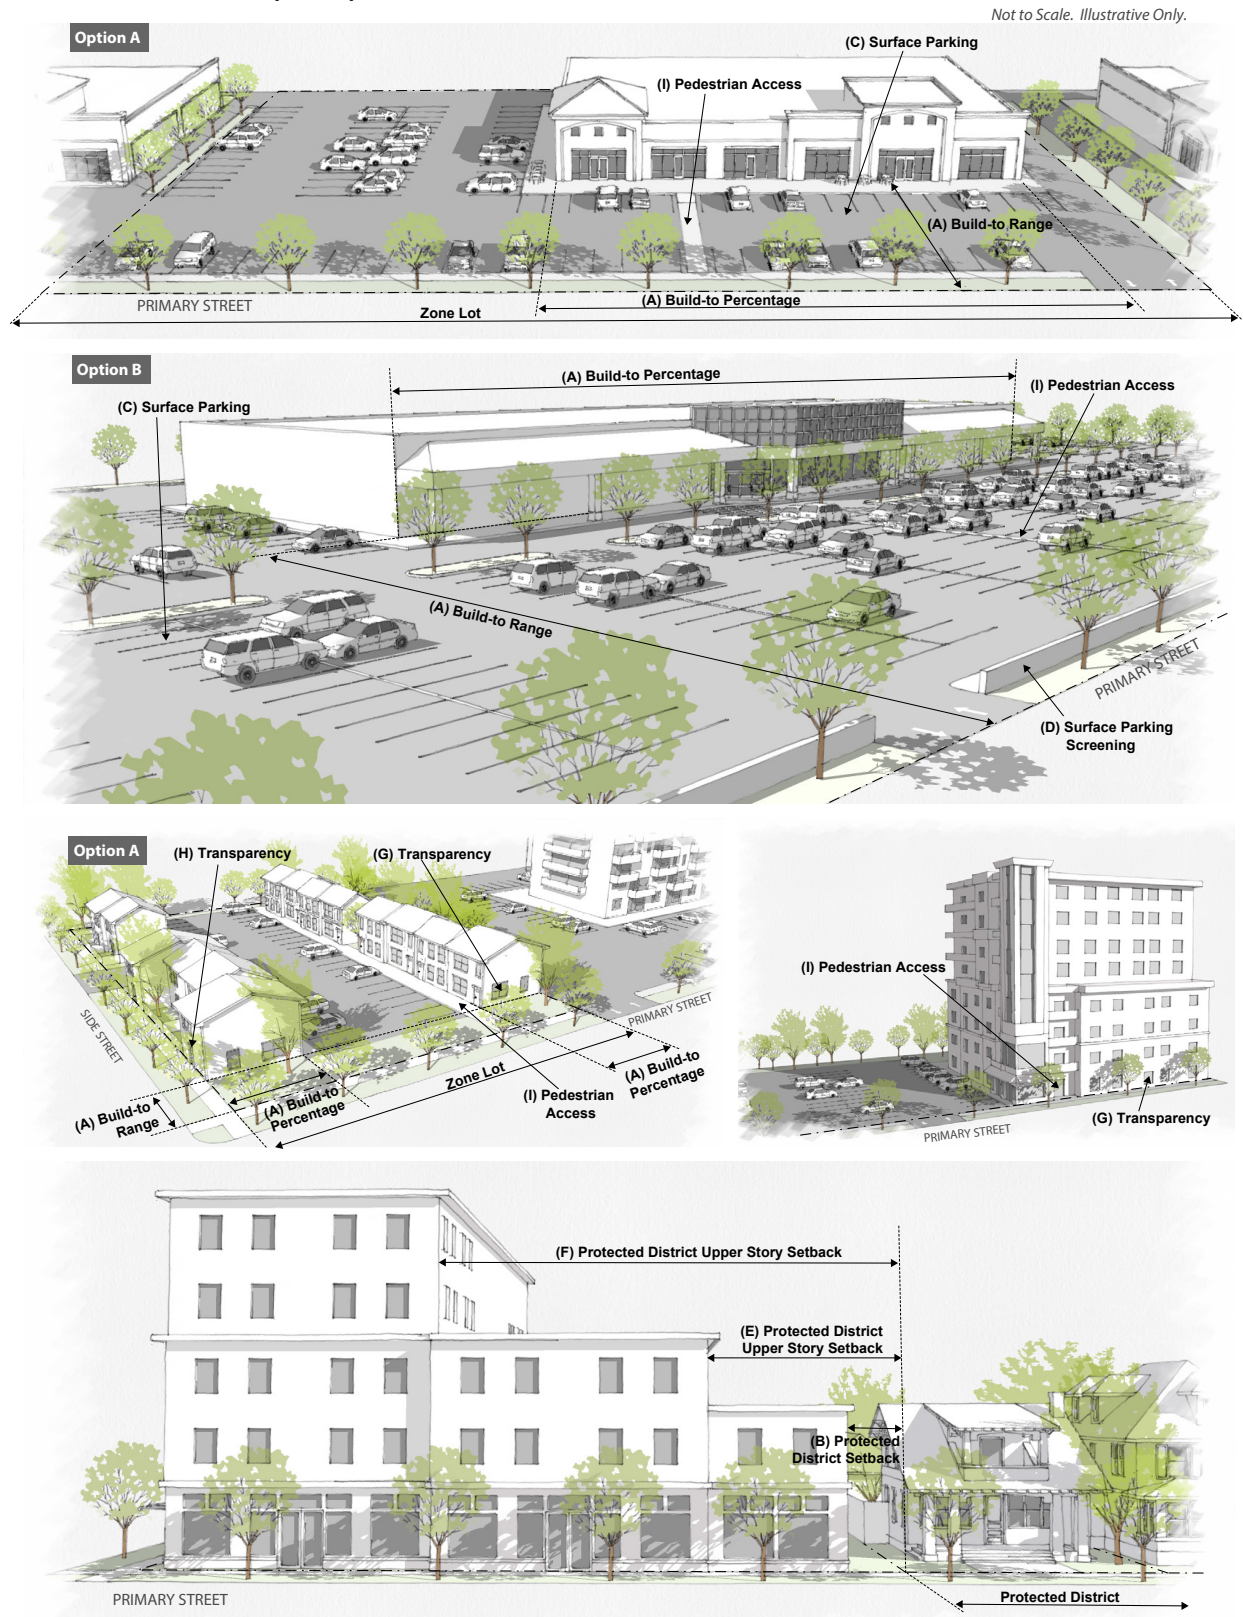 Not to Scale. Illustrative Only.
Option A
(C) Surface Parking
(I) Pedestrian Access
(A) Build-to Range
PRIMARY STREET
(A) Build-to Percentage
Zone Lot
Option B
(A) Build-to Percentage
(I) Pedestrian Access
(C) Surface Parking
(A) Build-to Range
PRIMARY STREET
(D) Surface Parking
Screening
Option A
(H) Transparency
(G) Transparency
SIDE STREET
PRIMARY STREET
Zone Lot
(A) Build-to
Percentage
(A) Build-to
Percentage
(A) Build-to
Range
(I) Pedestrian
Access
(I) Pedestrian Access
(G) Transparency
PRIMARY STREET
(F) Protected District Upper Story Setback
(E) Protected District
Upper Story Setback
(B) Protected
District Setback
PRIMARY STREET
Protected District